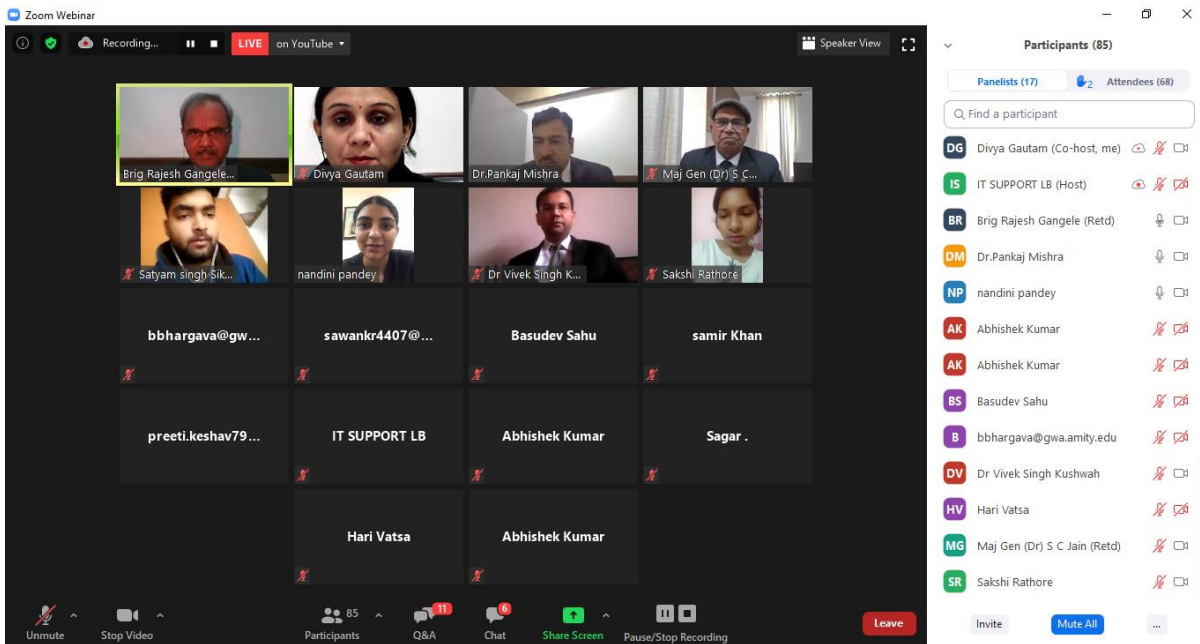 Zoom Webinar
Recording...
LIVE on YouTube
Speaker View
Brig Rajesh Gangele...
Divya Gautam
Dr.Pankaj Mishra
Maj Gen (Dr) S C...
Satyam singh Sik...
nandini pandey
Dr Vivek Singh K...
Sakshi Rathore
bbhargava@gw...
sawankr4407@...
Basudev Sahu
samir Khan
preeti.keshav79...
IT SUPPORT LB
Abhishek Kumar
Sagar .
Hari Vatsa
Abhishek Kumar
Unmute
Stop Video
85
Participants
11
Q&A
6
Chat
Share Screen
Pause/Stop Recording
Leave
Participants (85)
Panelists (17)
2 Attendees (68)
Find a participant
DG Divya Gautam (Co-host, me)
IS IT SUPPORT LB (Host)
BR Brig Rajesh Gangele (Retd)
DM Dr.Pankaj Mishra
NP nandini pandey
AK Abhishek Kumar
AK Abhishek Kumar
BS Basudev Sahu
B bbhargava@gwa.amity.edu
DV Dr Vivek Singh Kushwah
HV Hari Vatsa
MG Maj Gen (Dr) S C Jain (Retd)
SR Sakshi Rathore
Invite
Mute All
...